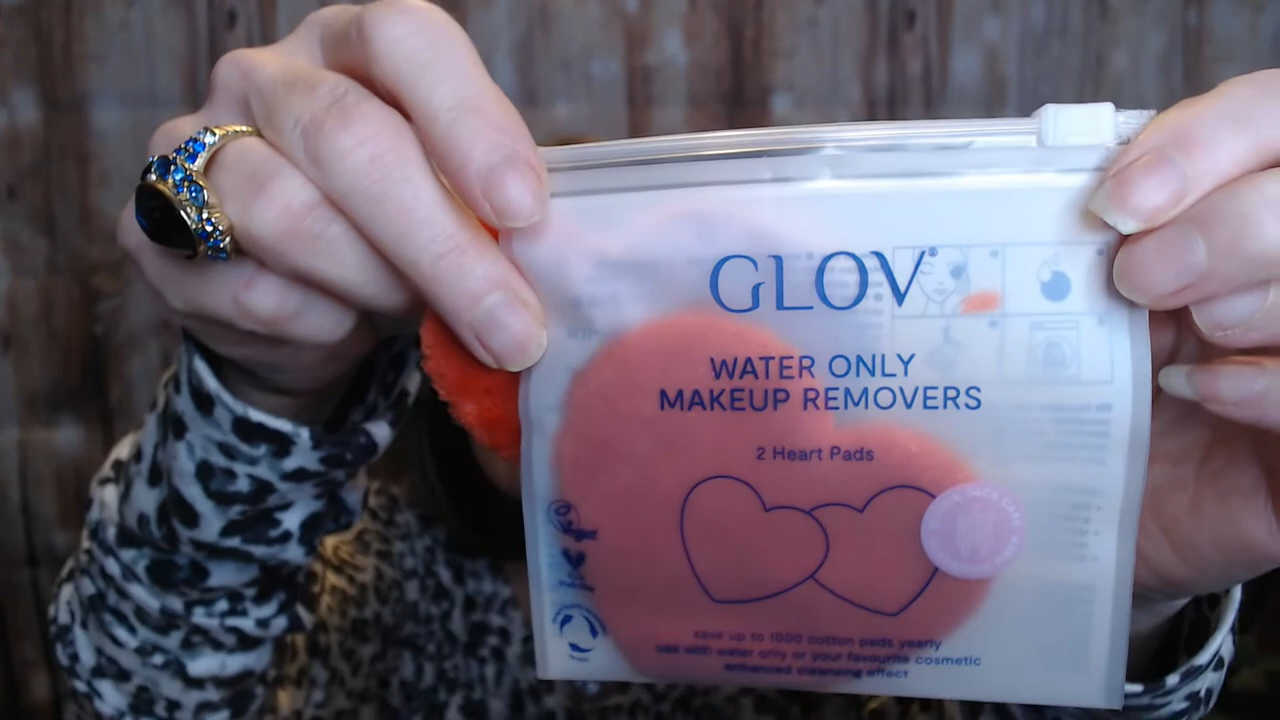 GLOV®
WATER ONLY
MAKEUP REMOVERS
2 Heart Pads
save up to 1000 cotton pads yearly
use with water only or your favourite cosmetic
enhanced cleansing effect